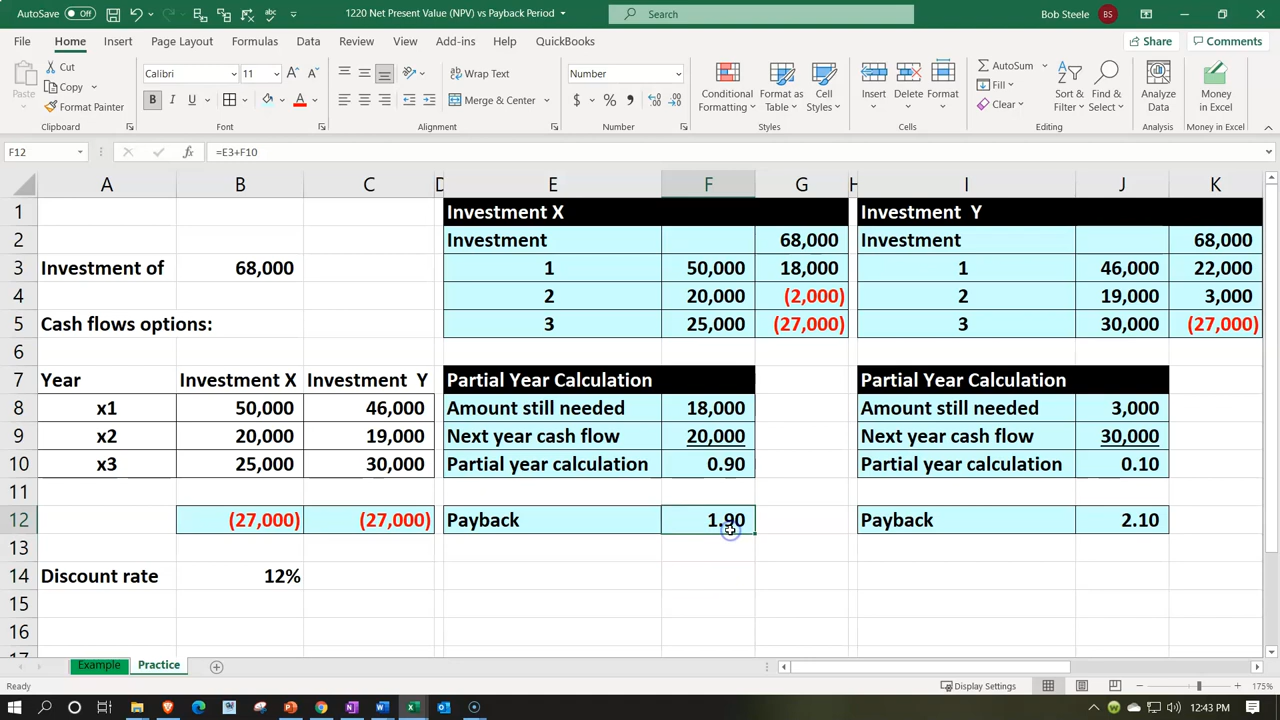 AutoSave Off
1220 Net Present Value (NPV) vs Payback Period
Search
Bob Steele BS
File Home Insert Page Layout Formulas Data Review View Add-ins Help QuickBooks Share Comments
Paste
Cut
Copy
Format Painter
Clipboard
Calibri 11
B I U
Font
Wrap Text
Merge & Center
Alignment
Number
$ % ,
Number
Conditional Formatting
Format as Table
Cell Styles
Styles
Insert Delete Format
Cells
AutoSum
Fill
Clear
Sort & Filter
Find & Select
Editing
Analyze Data
Analysis
Money in Excel
Money in Excel
F12 fx =E3+F10
A B C D E F G H I J K
1 Investment X Investment Y
2 Investment 68,000 Investment 68,000
3 Investment of 68,000 1 50,000 18,000 1 46,000 22,000
4 2 20,000 (2,000) 2 19,000 3,000
5 Cash flows options: 3 25,000 (27,000) 3 30,000 (27,000)
6
7 Year Investment X Investment Y Partial Year Calculation Partial Year Calculation
8 x1 50,000 46,000 Amount still needed 18,000 Amount still needed 3,000
9 x2 20,000 19,000 Next year cash flow 20,000 Next year cash flow 30,000
10 x3 25,000 30,000 Partial year calculation 0.90 Partial year calculation 0.10
11
12 (27,000) (27,000) Payback 1.90 Payback 2.10
13
14 Discount rate 12%
15
16
17
Example Practice
Ready Display Settings 175%
12:43 PM